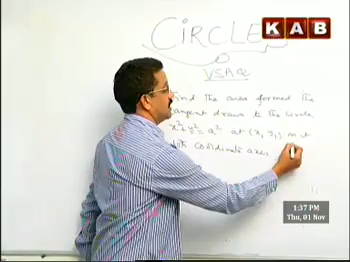 CIRCLE
KAB
VSAQ
Find the area formed the
tangent drawn to the circle
x²+y²=a² at (x₁ y₁)
with coordinate axes
1:37 PM
Thu, 01 Nov